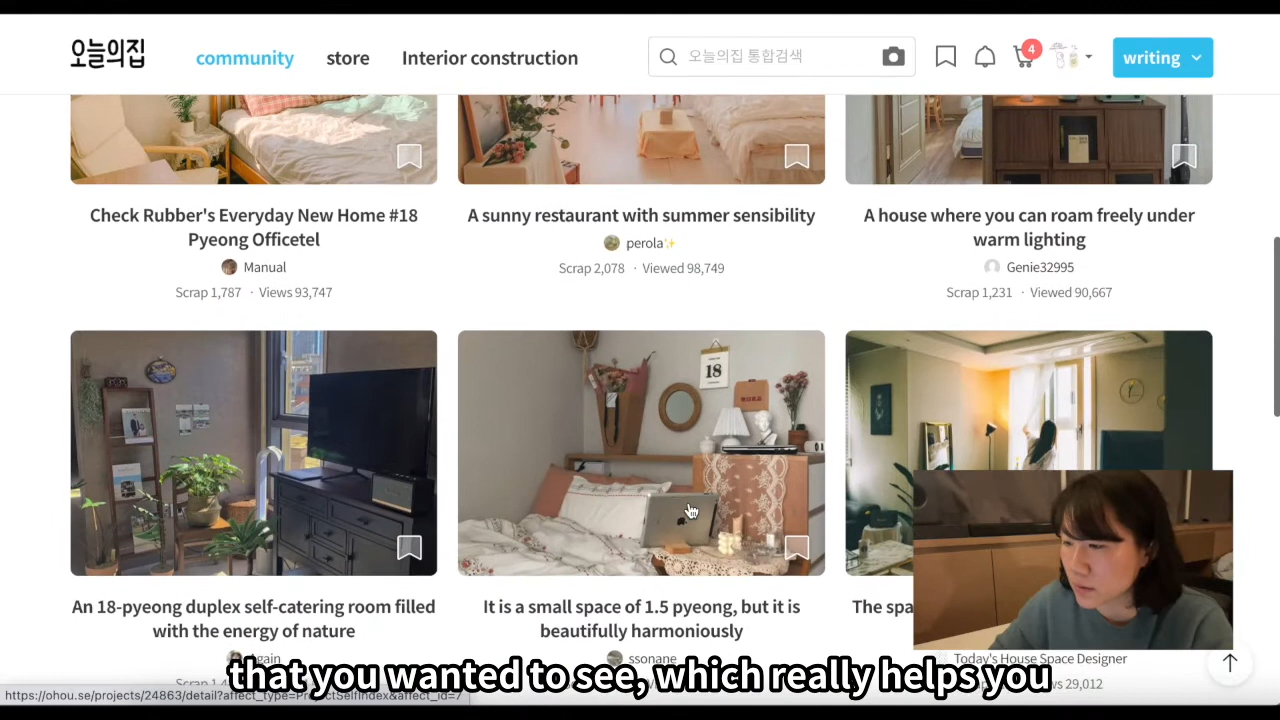 오늘의집
community
store
Interior construction
오늘의집 통합검색
4
writing
Check Rubber's Everyday New Home #18
Pyeong Officetel
Manual
Scrap 1,787 · Views 93,747
A sunny restaurant with summer sensibility
perola✨
Scrap 2,078 · Viewed 98,749
A house where you can roam freely under
warm lighting
Genie32995
Scrap 1,231 · Viewed 90,667
18
An 18-pyeong duplex self-catering room filled
with the energy of nature
Again
It is a small space of 1.5 pyeong, but it is
beautifully harmoniously
ssonane
The spa
Today's House Space Designer
ws 29,012
that you wanted to see, which really helps you
https://ohou.se/projects/24863/detail?affect_type=ProjectSelfIndex&affect_id=7